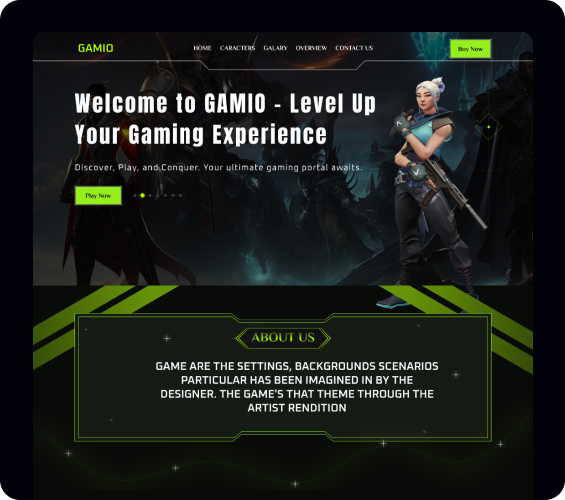 GAMIO
HOME CARACTERS GALARY OVERVIEW CONTACT US
Buy Now
Welcome to GAMIO - Level Up
Your Gaming Experience
Discover, Play, and Conquer. Your ultimate gaming portal awaits.
Play Now
ABOUT US
GAME ARE THE SETTINGS, BACKGROUNDS SCENARIOS
PARTICULAR HAS BEEN IMAGINED IN BY THE
DESIGNER. THE GAME'S THAT THEME THROUGH THE
ARTIST RENDITION